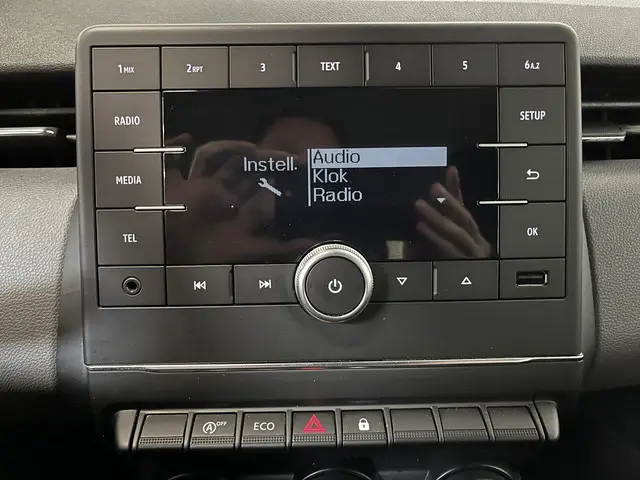 1 MIX 2 RPT 3 TEXT 4 5 6 A.Z
RADIO
SETUP
Instell.
Audio
Klok
Radio
MEDIA
TEL
OK
A OFF ECO